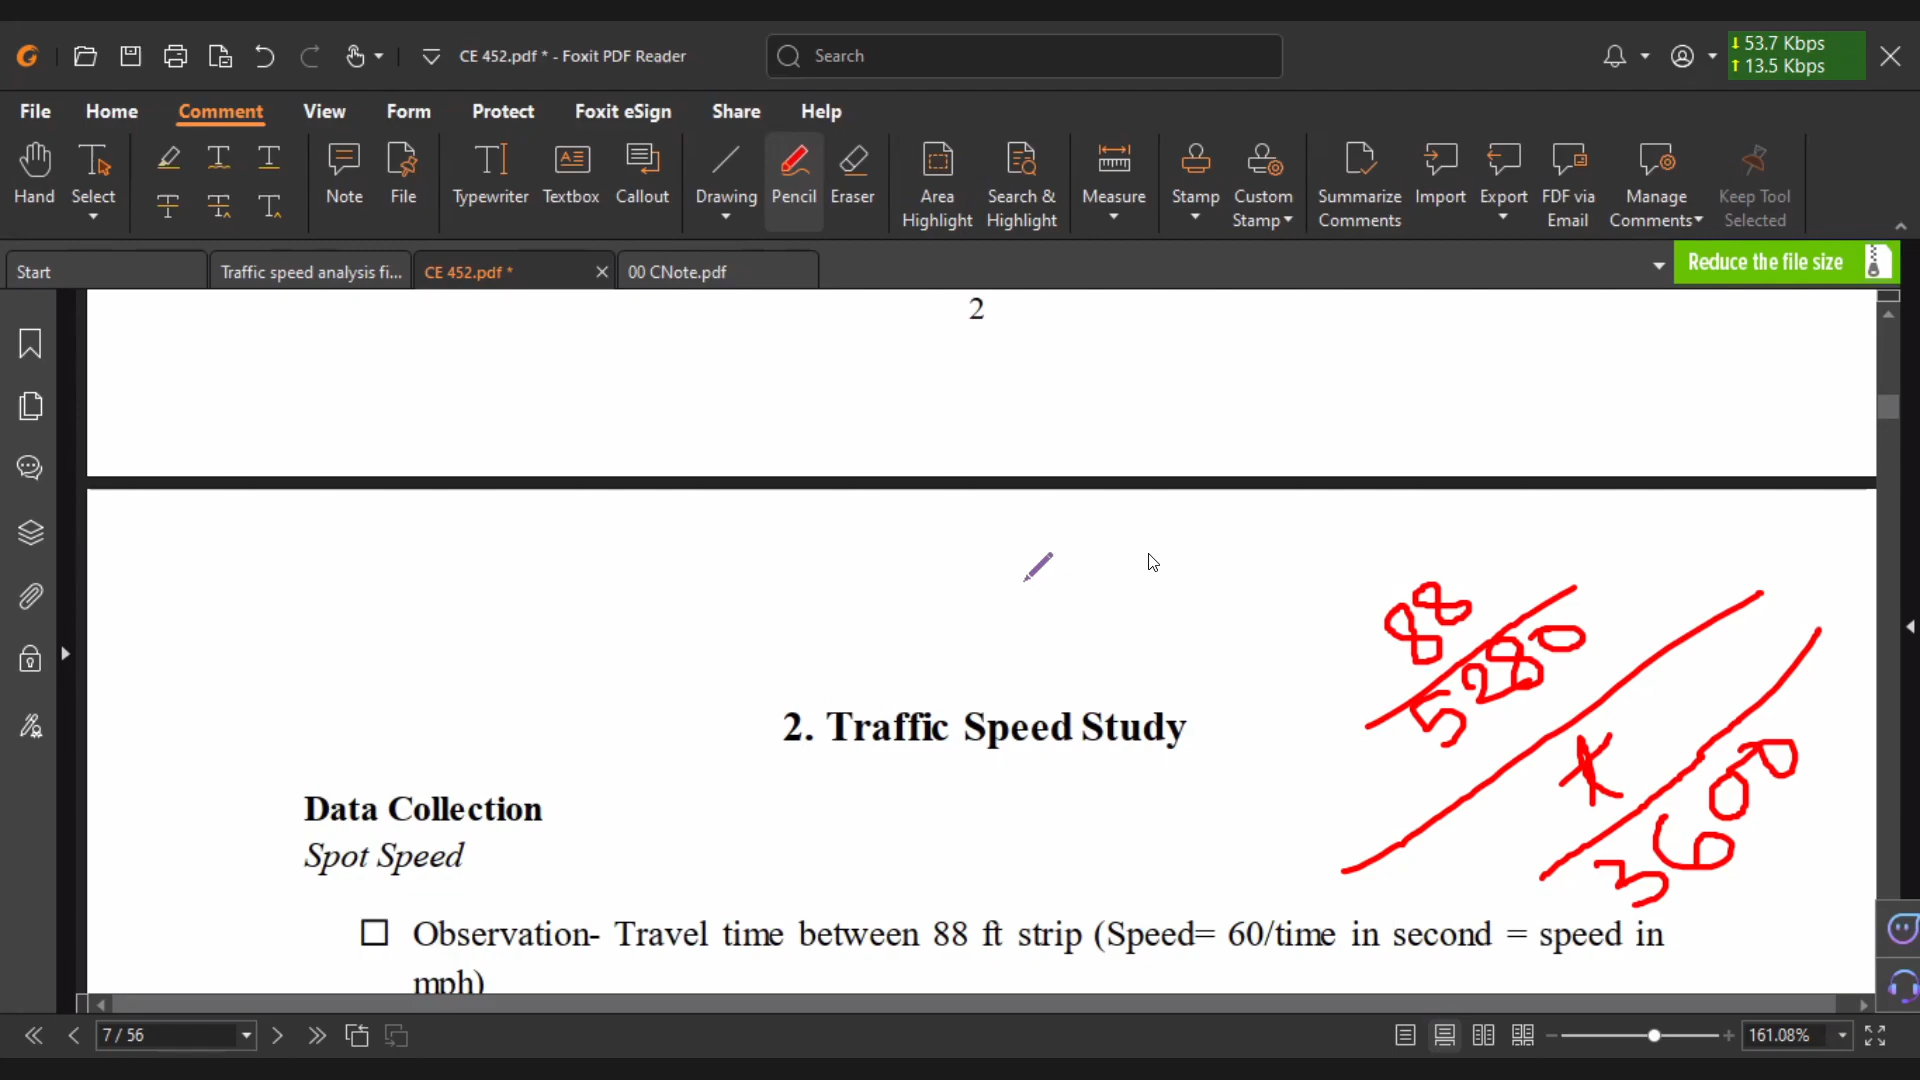 CE 452.pdf * - Foxit PDF Reader
Search
53.7 Kbps
13.5 Kbps
File Home Comment View Form Protect Foxit eSign Share Help
Hand Select Note File Typewriter Textbox Callout Drawing Pencil Eraser Area Highlight Search & Highlight Measure Stamp Custom Stamp Summarize Comments Import Export FDF via Email Manage Comments Keep Tool Selected
Start Traffic speed analysis fi... CE 452.pdf * 00 CNote.pdf Reduce the file size
2
88
5280
x
3600
2. Traffic Speed Study
Data Collection
Spot Speed
Observation- Travel time between 88 ft strip (Speed= 60/time in second = speed in
mph)
7 / 56 161.08%